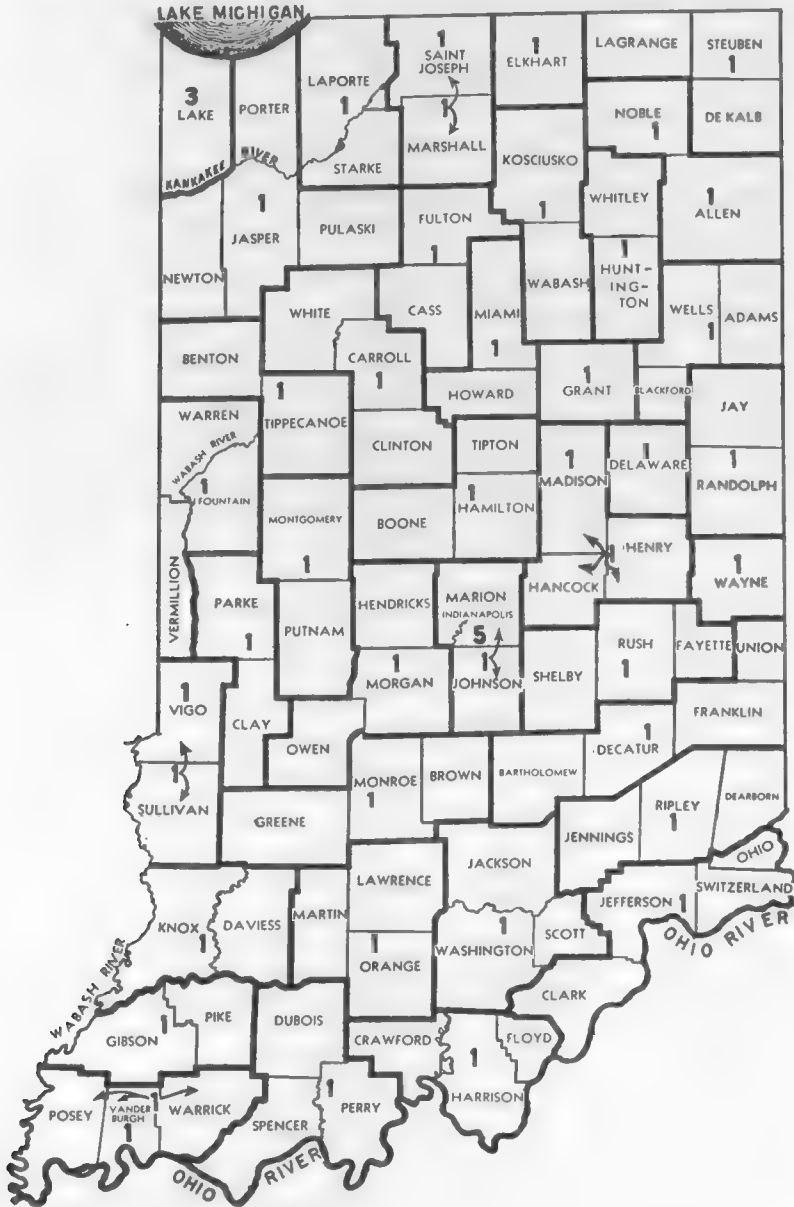 LAKE MICHIGAN
1
SAINT
JOSEPH
1
ELKHART
LAGRANGE
STEUBEN
1
3
LAKE
PORTER
LAPORTE
1
1
MARSHALL
NOBLE
1
DE KALB
KANKAKEE RIVER
STARKE
KOSCIUSKO
1
WHITLEY
1
ALLEN
1
JASPER
PULASKI
FULTON
1
NEWTON
WABASH
1
HUNT-
ING-
TON
WHITE
CASS
MIAMI
1
WELLS
1
ADAMS
BENTON
CARROLL
1
1
TIPPECANOE
HOWARD
1
GRANT
BLACKFORD
JAY
WARREN
WABASH RIVER
CLINTON
TIPTON
1
MADISON
1
DELAWARE
1
RANDOLPH
1
FOUNTAIN
MONTGOMERY
1
BOONE
1
HAMILTON
VERMILLION
1
HENRY
HANCOCK
1
WAYNE
PARKE
1
PUTNAM
HENDRICKS
MARION
INDIANAPOLIS
5
RUSH
1
FAYETTE
UNION
1
VIGO
CLAY
1
MORGAN
1
JOHNSON
SHELBY
FRANKLIN
OWEN
1
DECATUR
1
SULLIVAN
MONROE
1
BROWN
BARTHOLOMEW
RIPLEY
1
DEARBORN
GREENE
JENNINGS
OHIO
JACKSON
LAWRENCE
JEFFERSON 1
SWITZERLAND
KNOX 1
DAVIESS
MARTIN
1
WASHINGTON
SCOTT
OHIO RIVER
1
ORANGE
WABASH RIVER
CLARK
GIBSON
1
PIKE
DUBOIS
CRAWFORD
1
HARRISON
FLOYD
POSEY
VANDER
BURGH
1
1
WARRICK
SPENCER
1
PERRY
OHIO RIVER